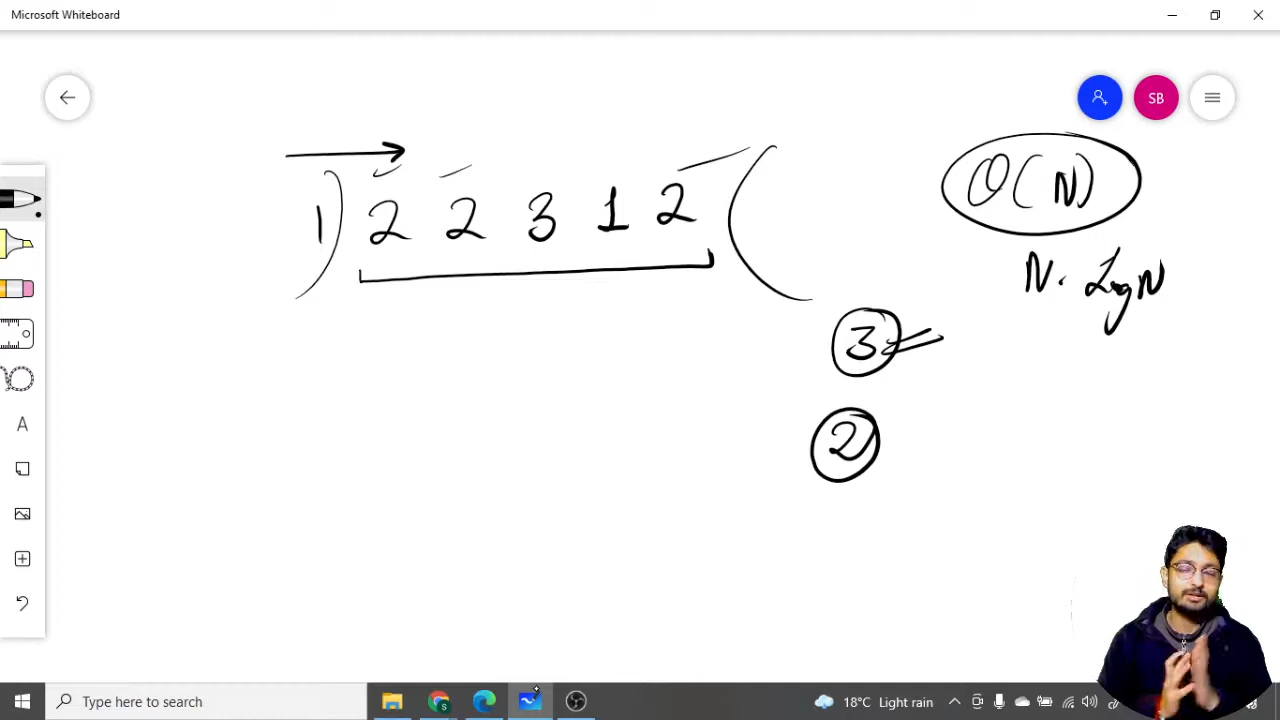 Microsoft Whiteboard
SB
1) 2 2 3 1 2 (
O(N)
N. LogN
3
2
A
Type here to search
18°C Light rain